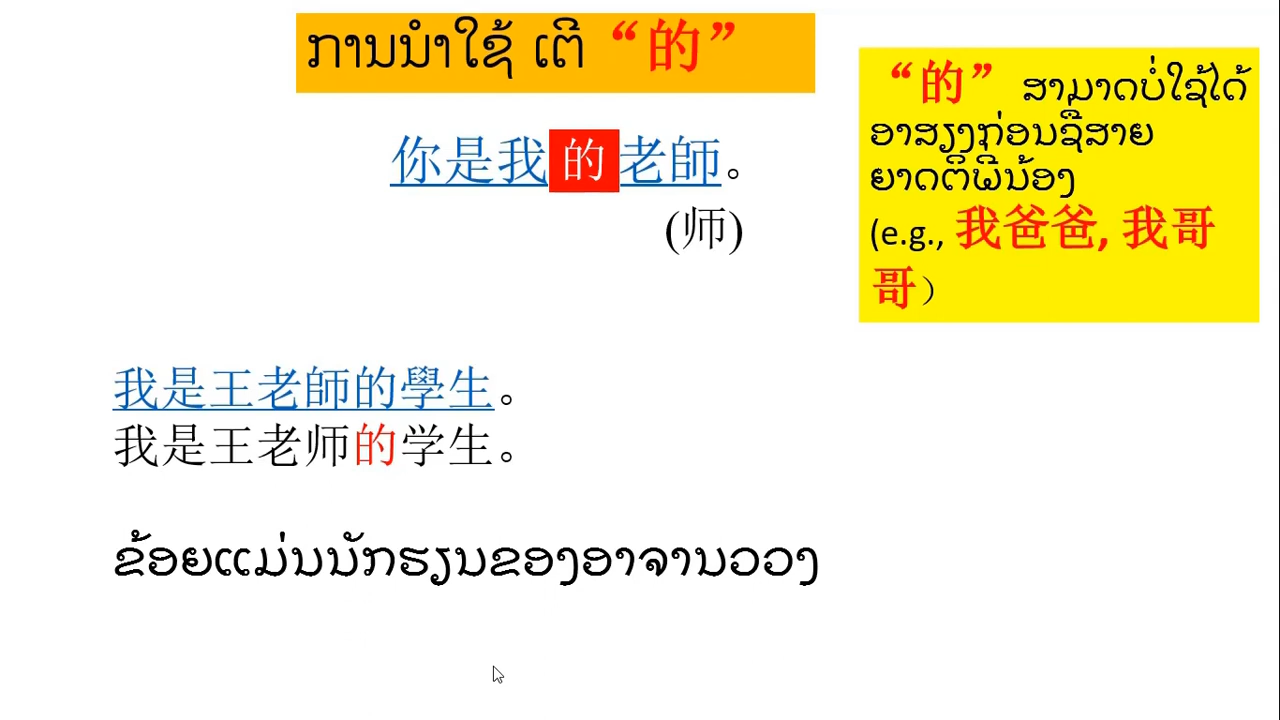 ການນຳໃຊ້ ເຕີ “的”
你是我的老師。
(师)
“的” ສາມາດບໍ່ໃຊ້ໄດ້
ອາສຽງກ່ອນຊື່ສາຍ
ຍາດຕິພີ່ນ້ອງ
(e.g., 我爸爸, 我哥
哥）
我是王老師的學生。
我是王老师的学生。
ຂ້ອຍແມ່ນນັກຮຽນຂອງອາຈານວວງ